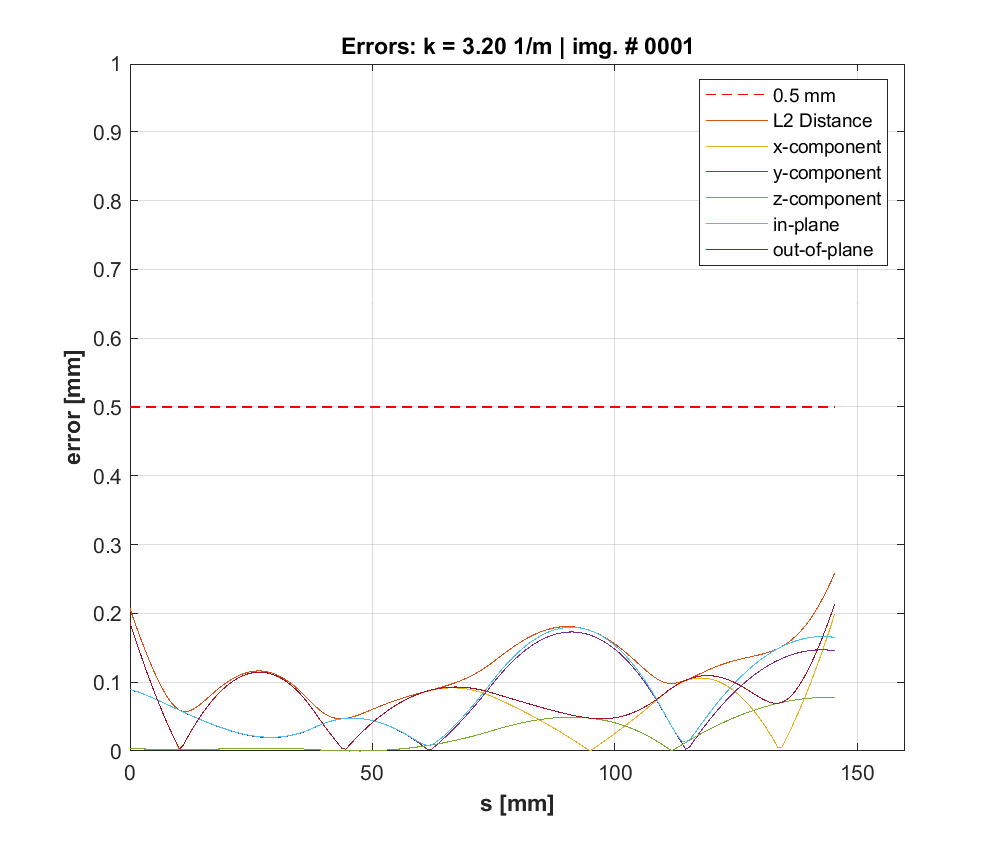 Errors: k = 3.20 1/m | img. # 0001
1
0.9
0.8
0.7
0.6
0.5
0.4
0.3
0.2
0.1
0
error [mm]
0.5 mm
L2 Distance
x-component
y-component
z-component
in-plane
out-of-plane
0 50 100 150
s [mm]